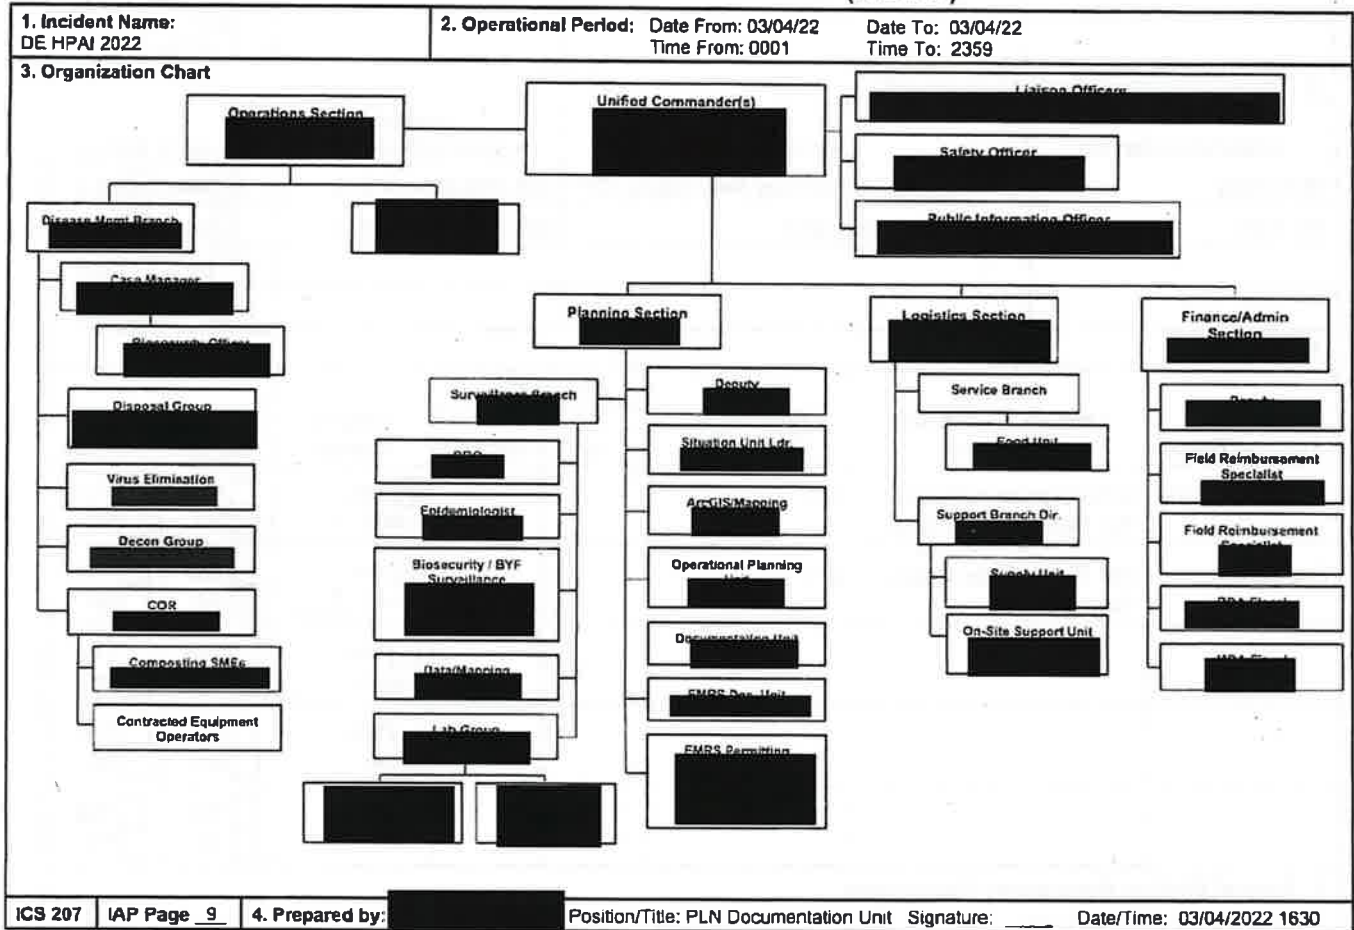 1. Incident Name:
DE HPAI 2022
2. Operational Period: Date From: 03/04/22 Date To: 03/04/22
Time From: 0001 Time To: 2359
3. Organization Chart
Operations Section
Unified Commander(s)
Liaison Officers
Safety Officer
Public Information Officer
Disease Mgmt Branch
Case Manager
Biosecurity Officer
Disposal Group
Virus Elimination
Decon Group
COR
Composting SMEs
Contracted Equipment
Operators
Planning Section
Surveillance Branch
Epidemiologist
Biosecurity / BYF
Surveillance
Data/Mapping
Lab Group
Deputy
Situation Unit Ldr.
ArcGIS/Mapping
Operational Planning
Unit
Documentation Unit
EMRS Doc. Unit
EMRS Permitting
Logistics Section
Service Branch
Food Unit
Support Branch Dir.
Supply Unit
On-Site Support Unit
Finance/Admin
Section
Deputy
Field Reimbursement
Specialist
Field Reimbursement
Specialist
ICS 207 IAP Page 9 4. Prepared by: Position/Title: PLN Documentation Unit Signature: Date/Time: 03/04/2022 1630